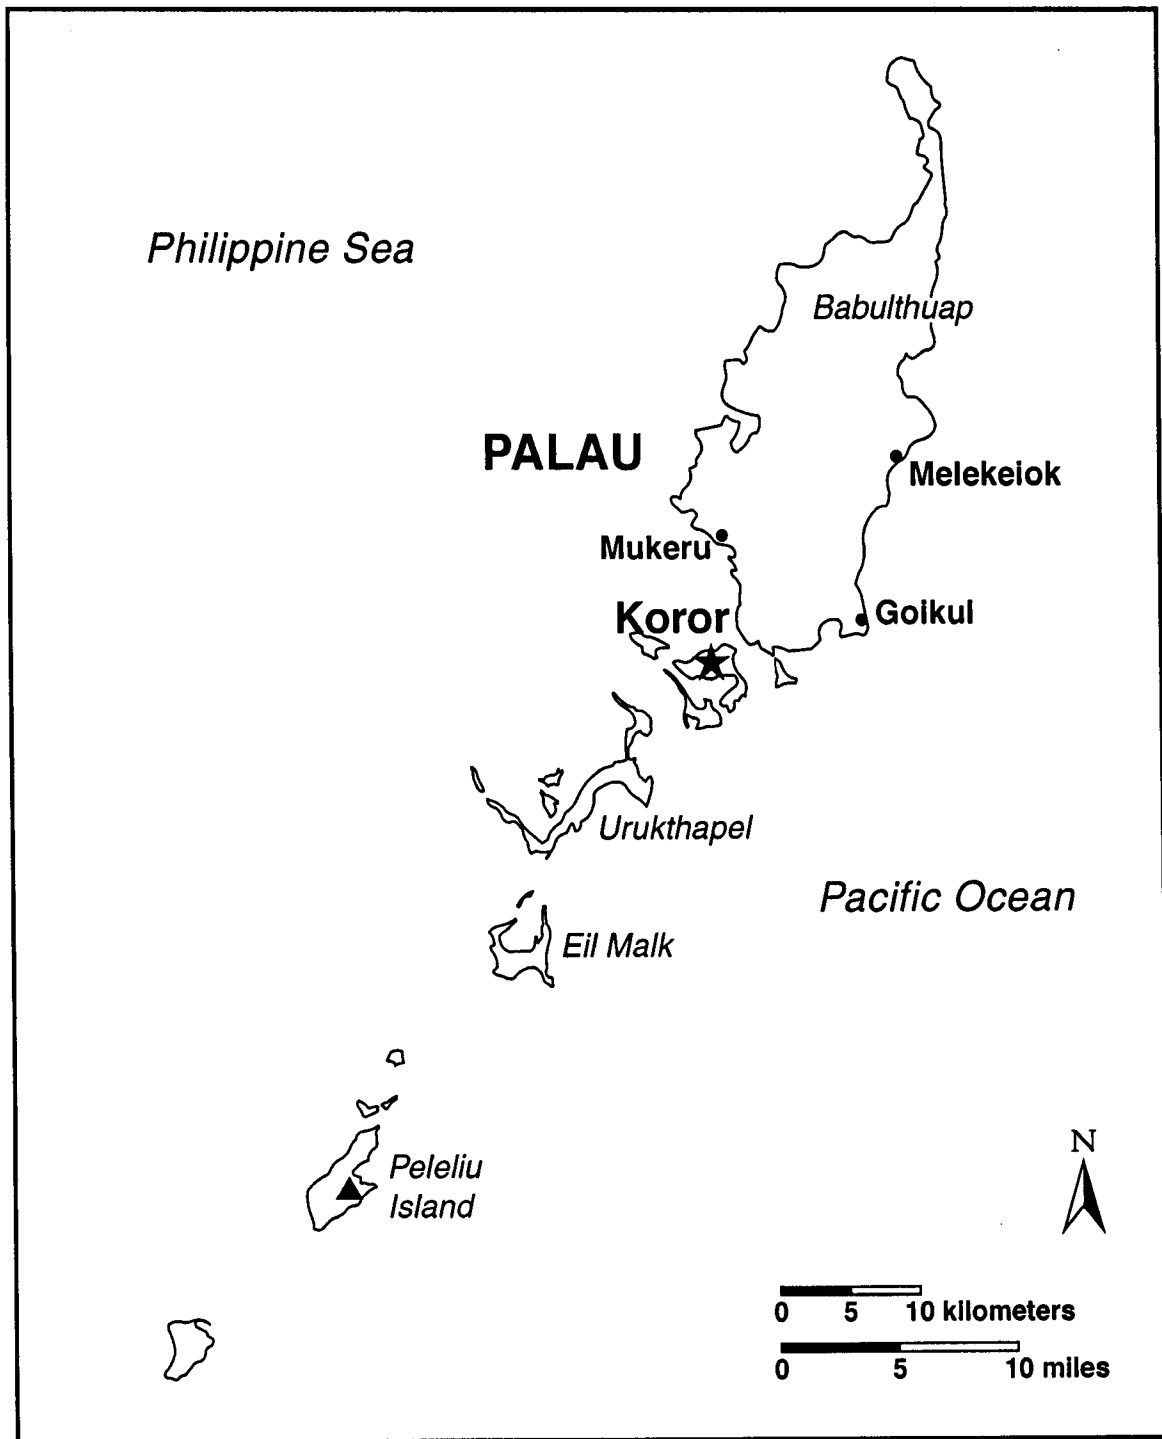 Philippine Sea
Babulthuap
PALAU
Melekeiok
Mukeru
Koror
Goikul
Urukthapel
Pacific Ocean
Eil Malk
N
Peleliu
Island
0 5 10 kilometers
0 5 10 miles